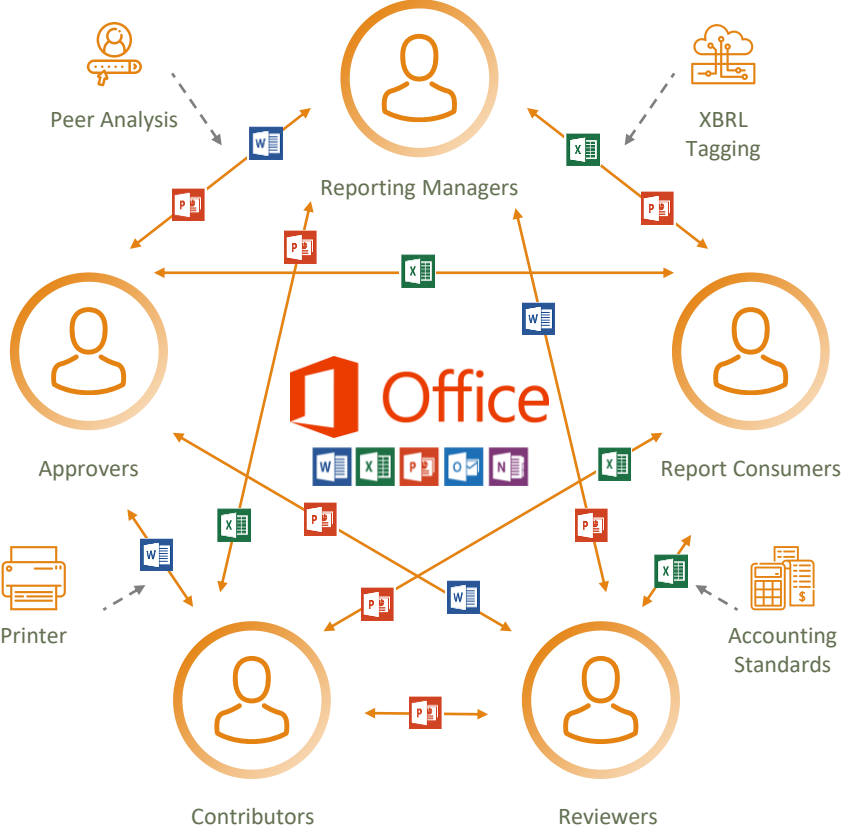 Peer Analysis
XBRL
Tagging
Reporting Managers
W
X
P
P
P
X
W
Office
W X P O N
Approvers
X
Report Consumers
P
X
P
W
X
Printer
P
W
Accounting
Standards
P
$
Contributors
Reviewers